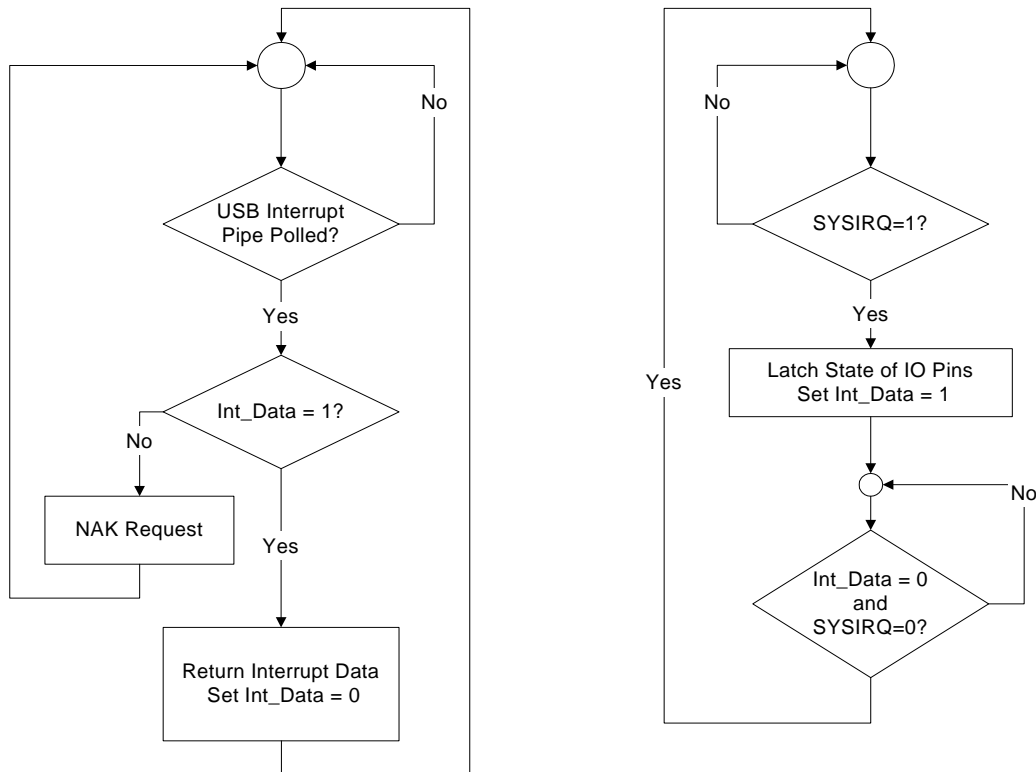 No
USB Interrupt
Pipe Polled?
Yes
Int_Data = 1?
No
NAK Request
Yes
Return Interrupt Data
Set Int_Data = 0
No
SYSIRQ=1?
Yes
Yes
Latch State of IO Pins
Set Int_Data = 1
No
Int_Data = 0
and
SYSIRQ=0?